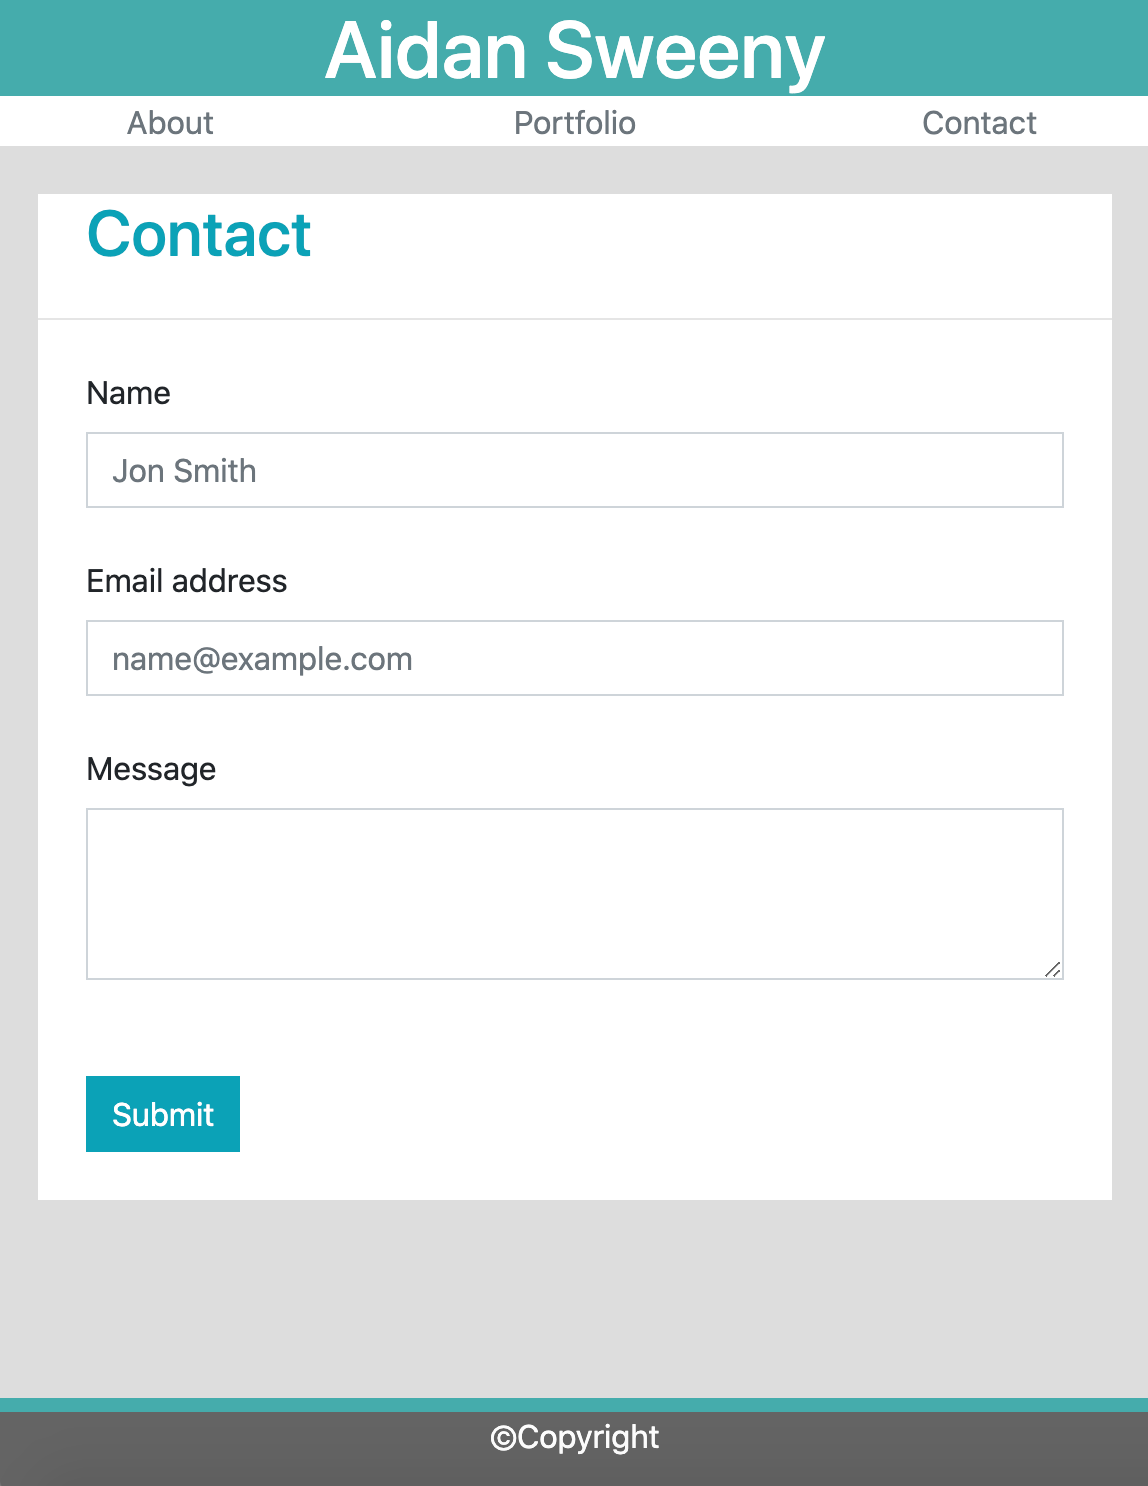 Aidan Sweeny
About Portfolio Contact
Contact
Name
Jon Smith
Email address
name@example.com
Message
Submit
©Copyright